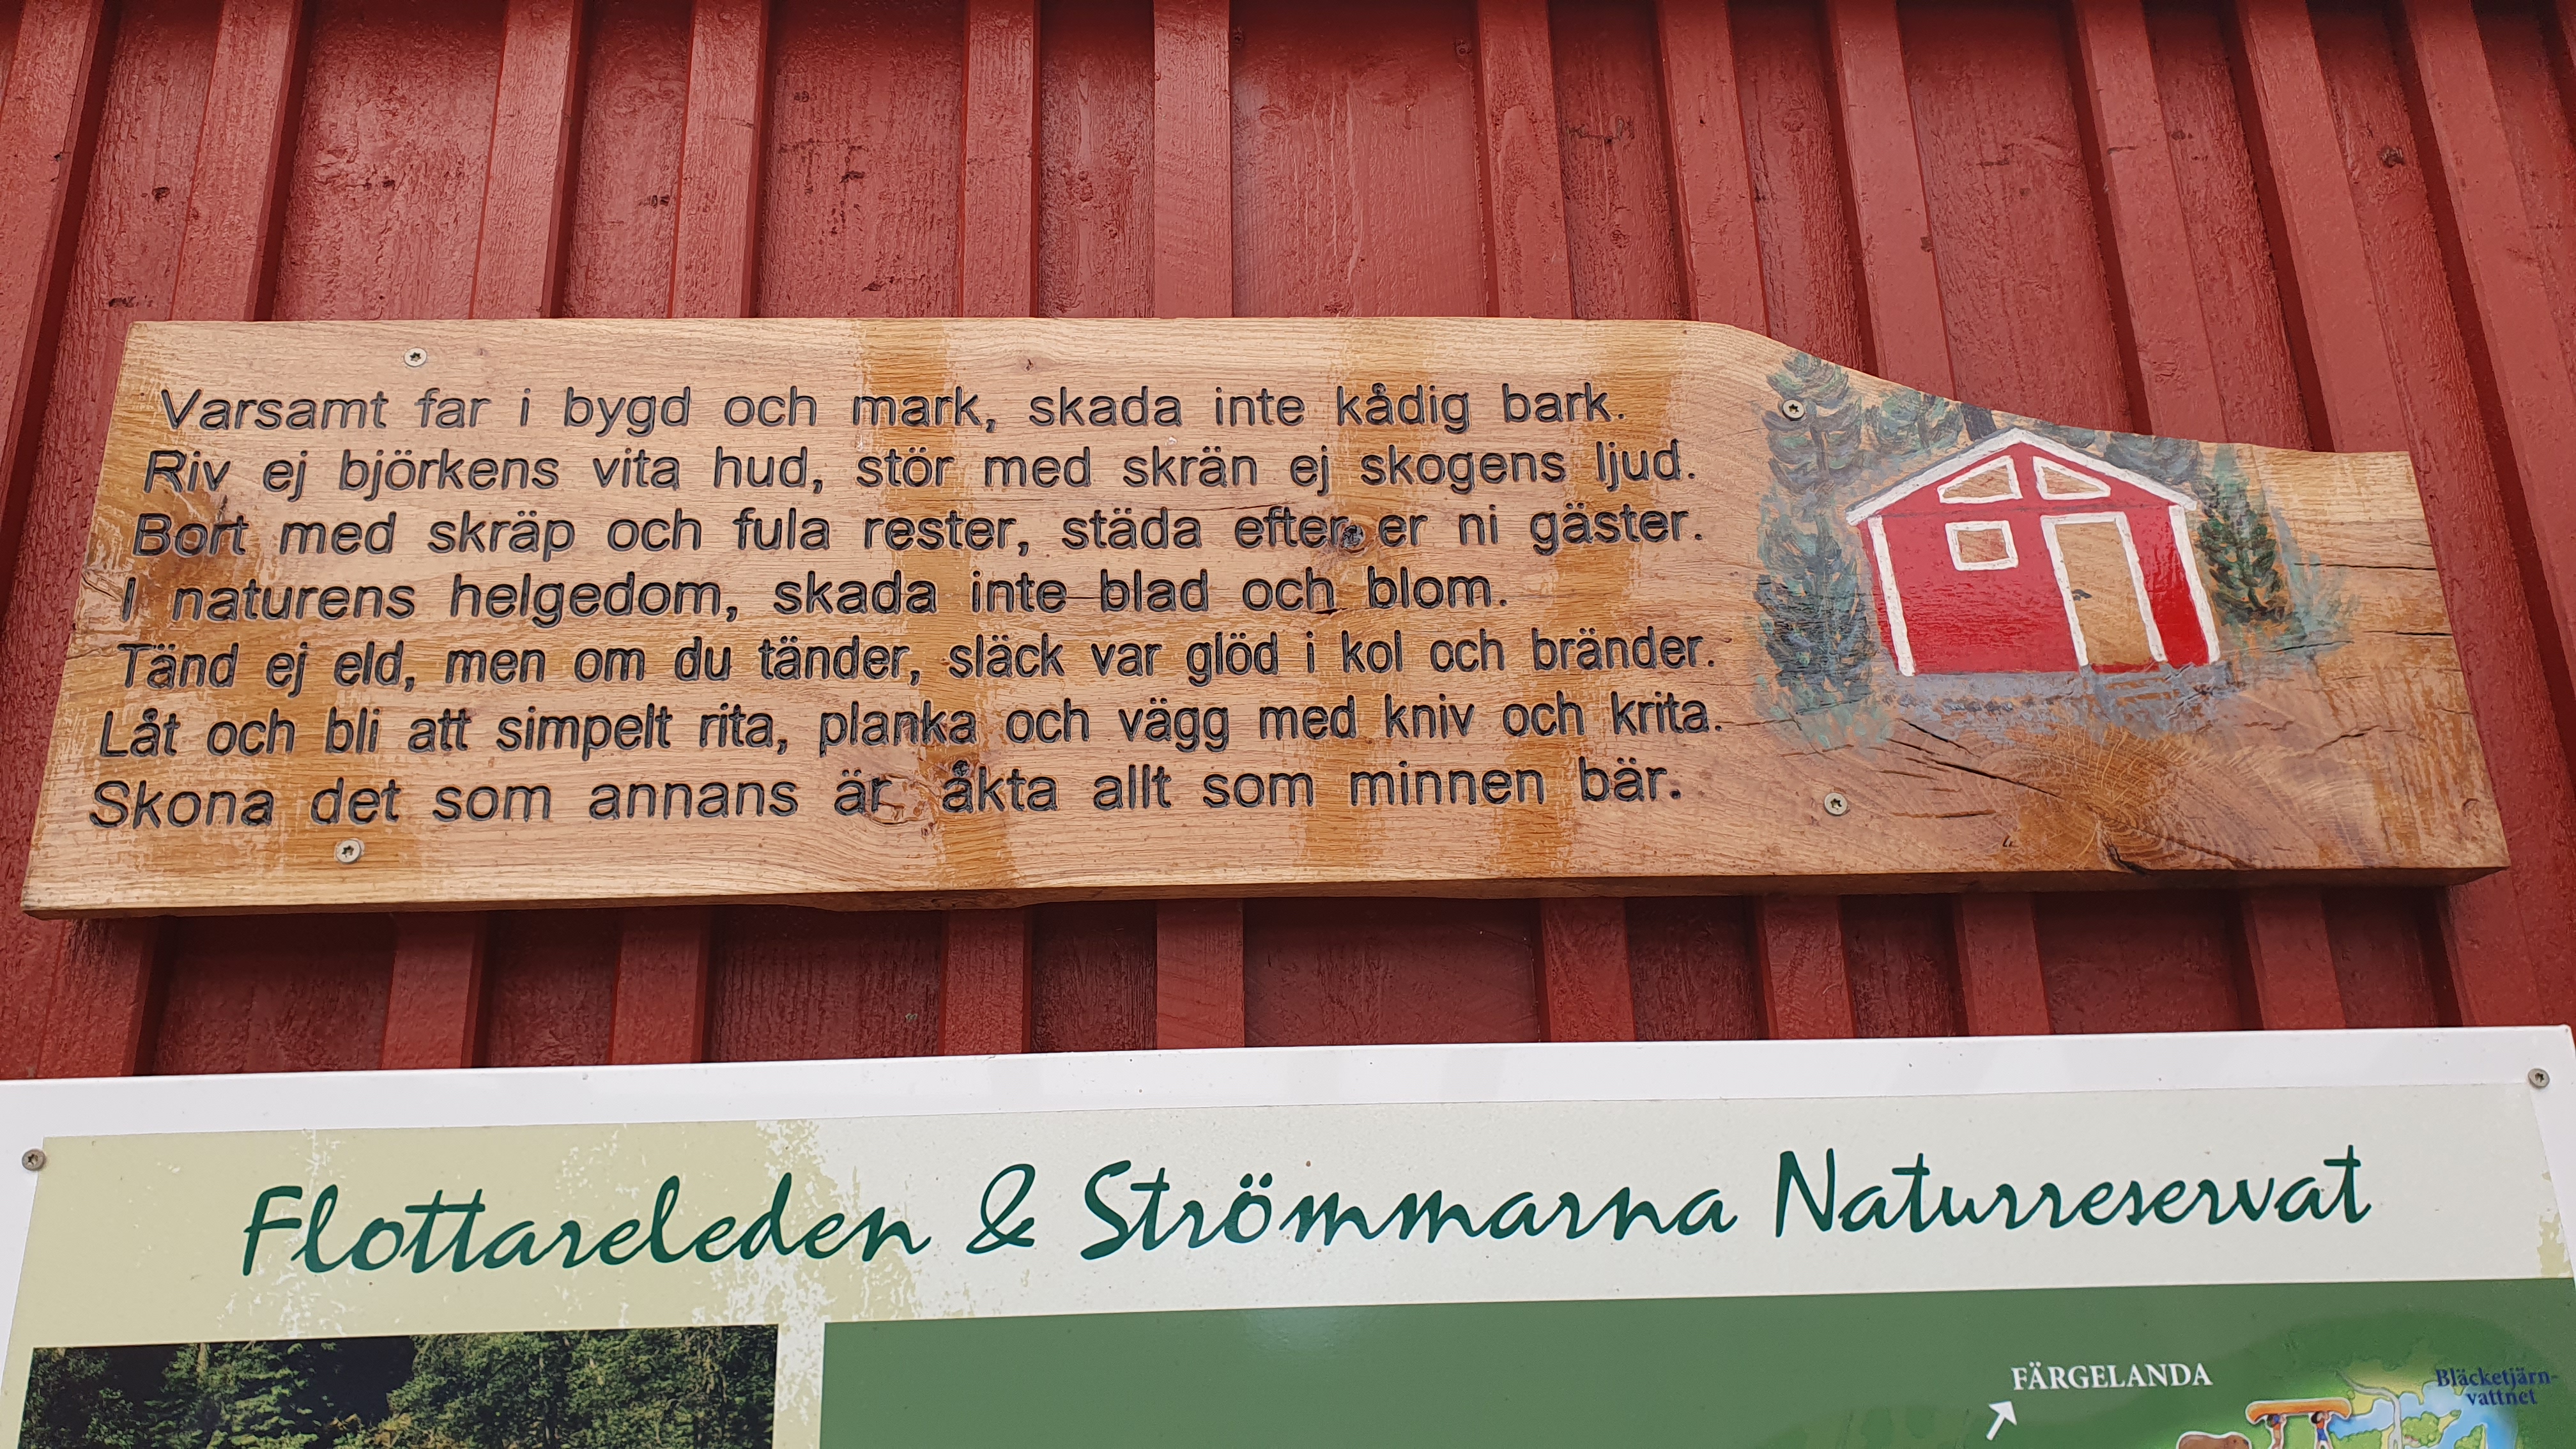 Varsamt far i bygd och mark, skada inte kådig bark.
Riv ej björkens vita hud, stör med skrän ej skogens ljud.
Bort med skräp och fula rester, städa efter er ni gäster.
I naturens helgedom, skada inte blad och blom.
Tänd ej eld, men om du tänder, släck var glöd i kol och bränder.
Låt och bli att simpelt rita, planka och vägg med kniv och krita.
Skona det som annans är åkta allt som minnen bär.
Flottareleden & Strömmarna Naturreservat
FÄRGELANDA
Bläcketjärn-
vattnet